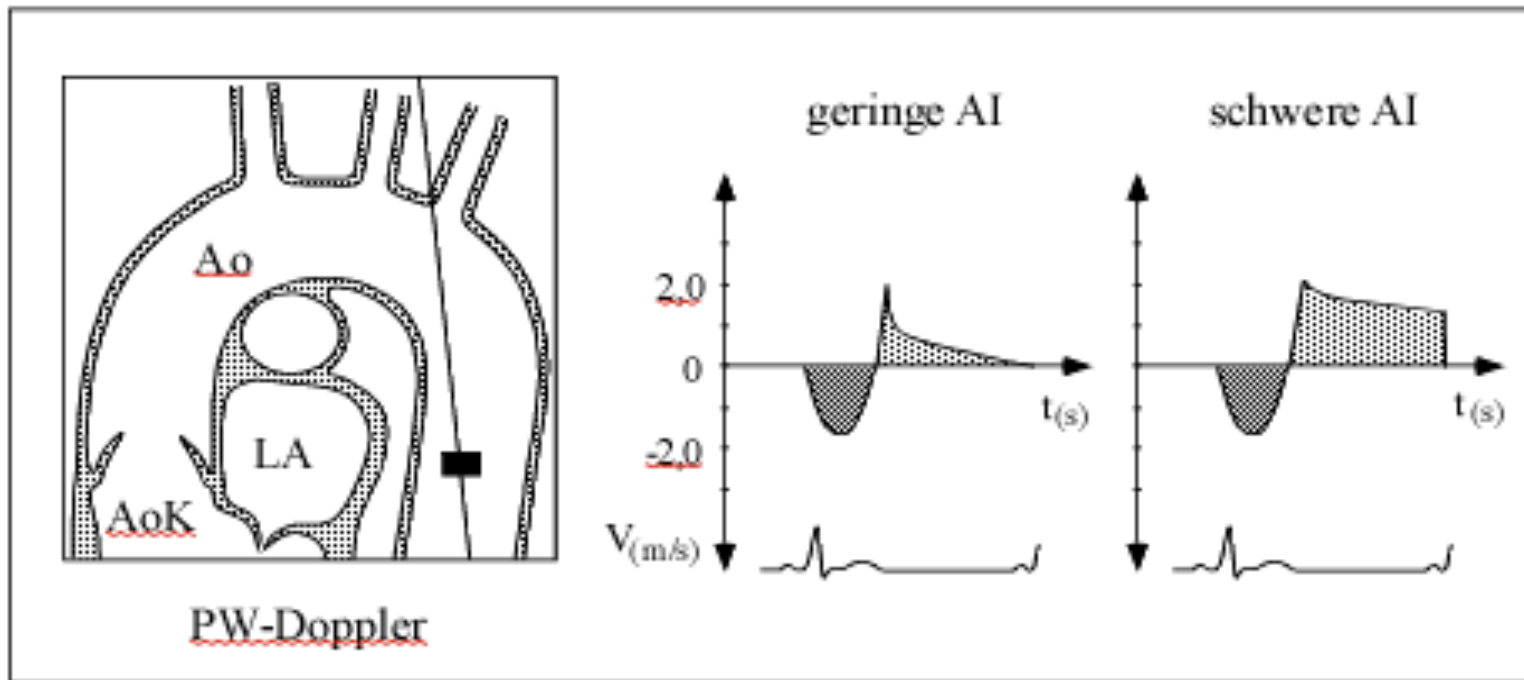 Ao
LA
AoK
PW-Doppler
geringe AI
2,0
0
-2,0
V(m/s)
t(s)
schwere AI
t(s)